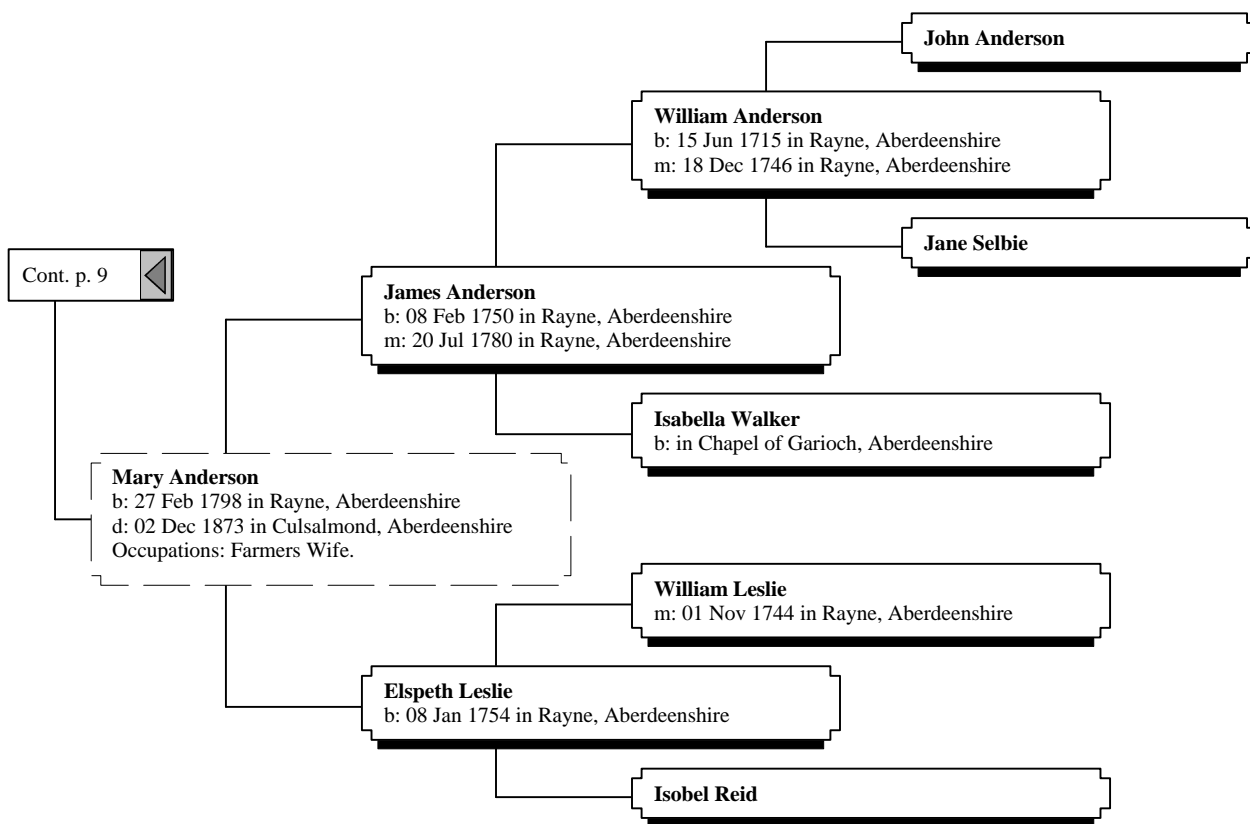 John Anderson
William Anderson
b: 15 Jun 1715 in Rayne, Aberdeenshire
m: 18 Dec 1746 in Rayne, Aberdeenshire
Jane Selbie
Cont. p. 9
James Anderson
b: 08 Feb 1750 in Rayne, Aberdeenshire
m: 20 Jul 1780 in Rayne, Aberdeenshire
Isabella Walker
b: in Chapel of Garioch, Aberdeenshire
Mary Anderson
b: 27 Feb 1798 in Rayne, Aberdeenshire
d: 02 Dec 1873 in Culsalmond, Aberdeenshire
Occupations: Farmers Wife.
William Leslie
m: 01 Nov 1744 in Rayne, Aberdeenshire
Elspeth Leslie
b: 08 Jan 1754 in Rayne, Aberdeenshire
Isobel Reid